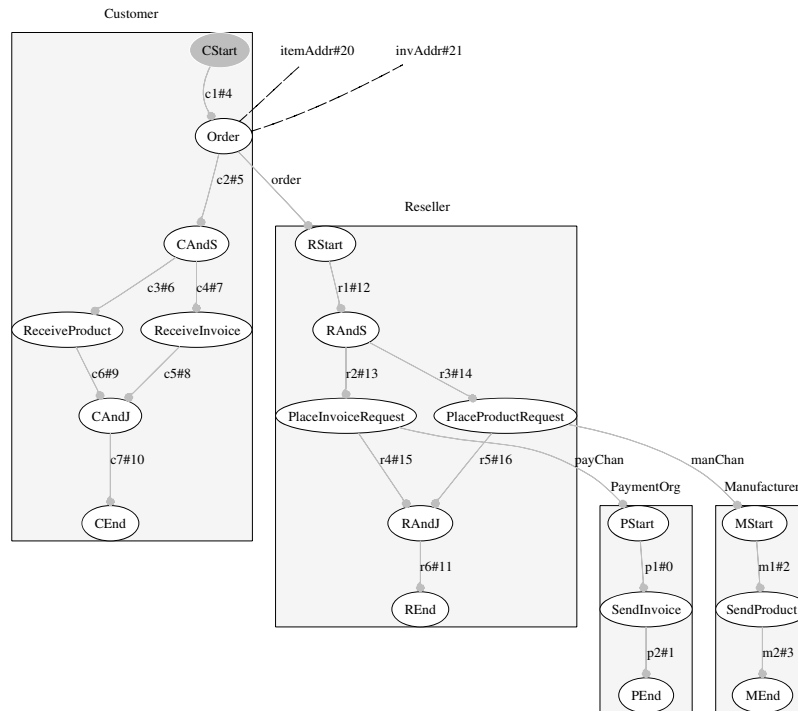 Customer
CStart
itemAddr#20
invAddr#21
c1#4
Order
c2#5
order
Reseller
CAndS
RStart
c3#6
c4#7
r1#12
ReceiveProduct
ReceiveInvoice
RAndS
c6#9
c5#8
r2#13
r3#14
CAndJ
PlaceInvoiceRequest
PlaceProductRequest
c7#10
r4#15
r5#16
payChan
manChan
PaymentOrg
Manufacturer
CEnd
RAndJ
PStart
MStart
r6#11
p1#0
m1#2
REnd
SendInvoice
SendProduct
p2#1
m2#3
PEnd
MEnd